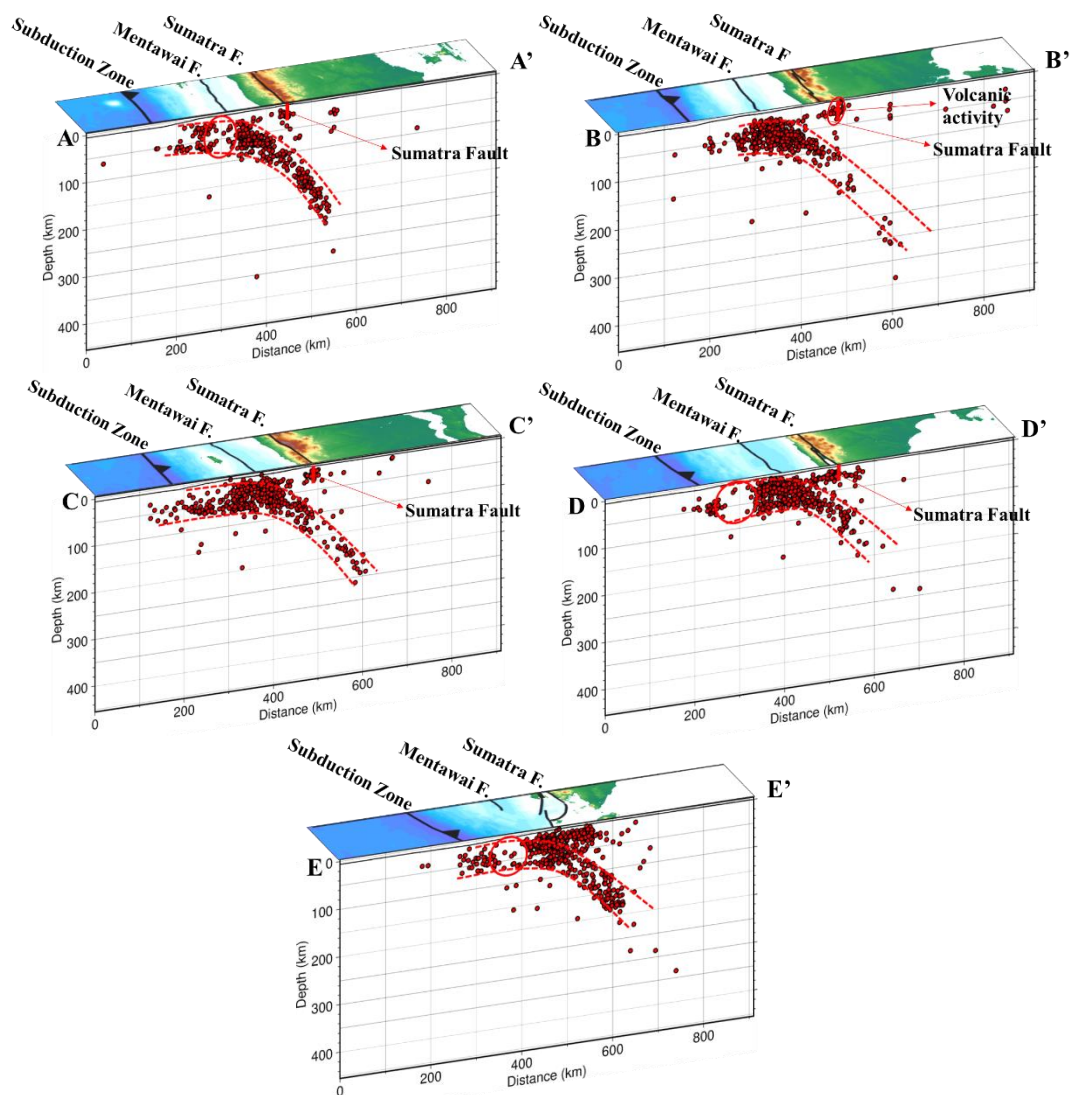 Subduction Zone
Mentawai F.
Sumatra F.
A
A'
Sumatra Fault
0
100
200
300
400
Depth (km)
0
200
400
600
800
Distance (km)
Subduction Zone
Mentawai F.
Sumatra F.
B
B'
Volcanic
activity
Sumatra Fault
0
100
200
300
400
Depth (km)
0
200
400
600
800
Distance (km)
Subduction Zone
Mentawai F.
Sumatra F.
C
C'
Sumatra Fault
0
100
200
300
400
Depth (km)
0
200
400
600
800
Distance (km)
Subduction Zone
Mentawai F.
Sumatra F.
D
D'
Sumatra Fault
0
100
200
300
400
Depth (km)
0
200
400
600
800
Distance (km)
Subduction Zone
Mentawai F.
Sumatra F.
E
E'
0
100
200
300
400
Depth (km)
0
200
400
600
800
Distance (km)